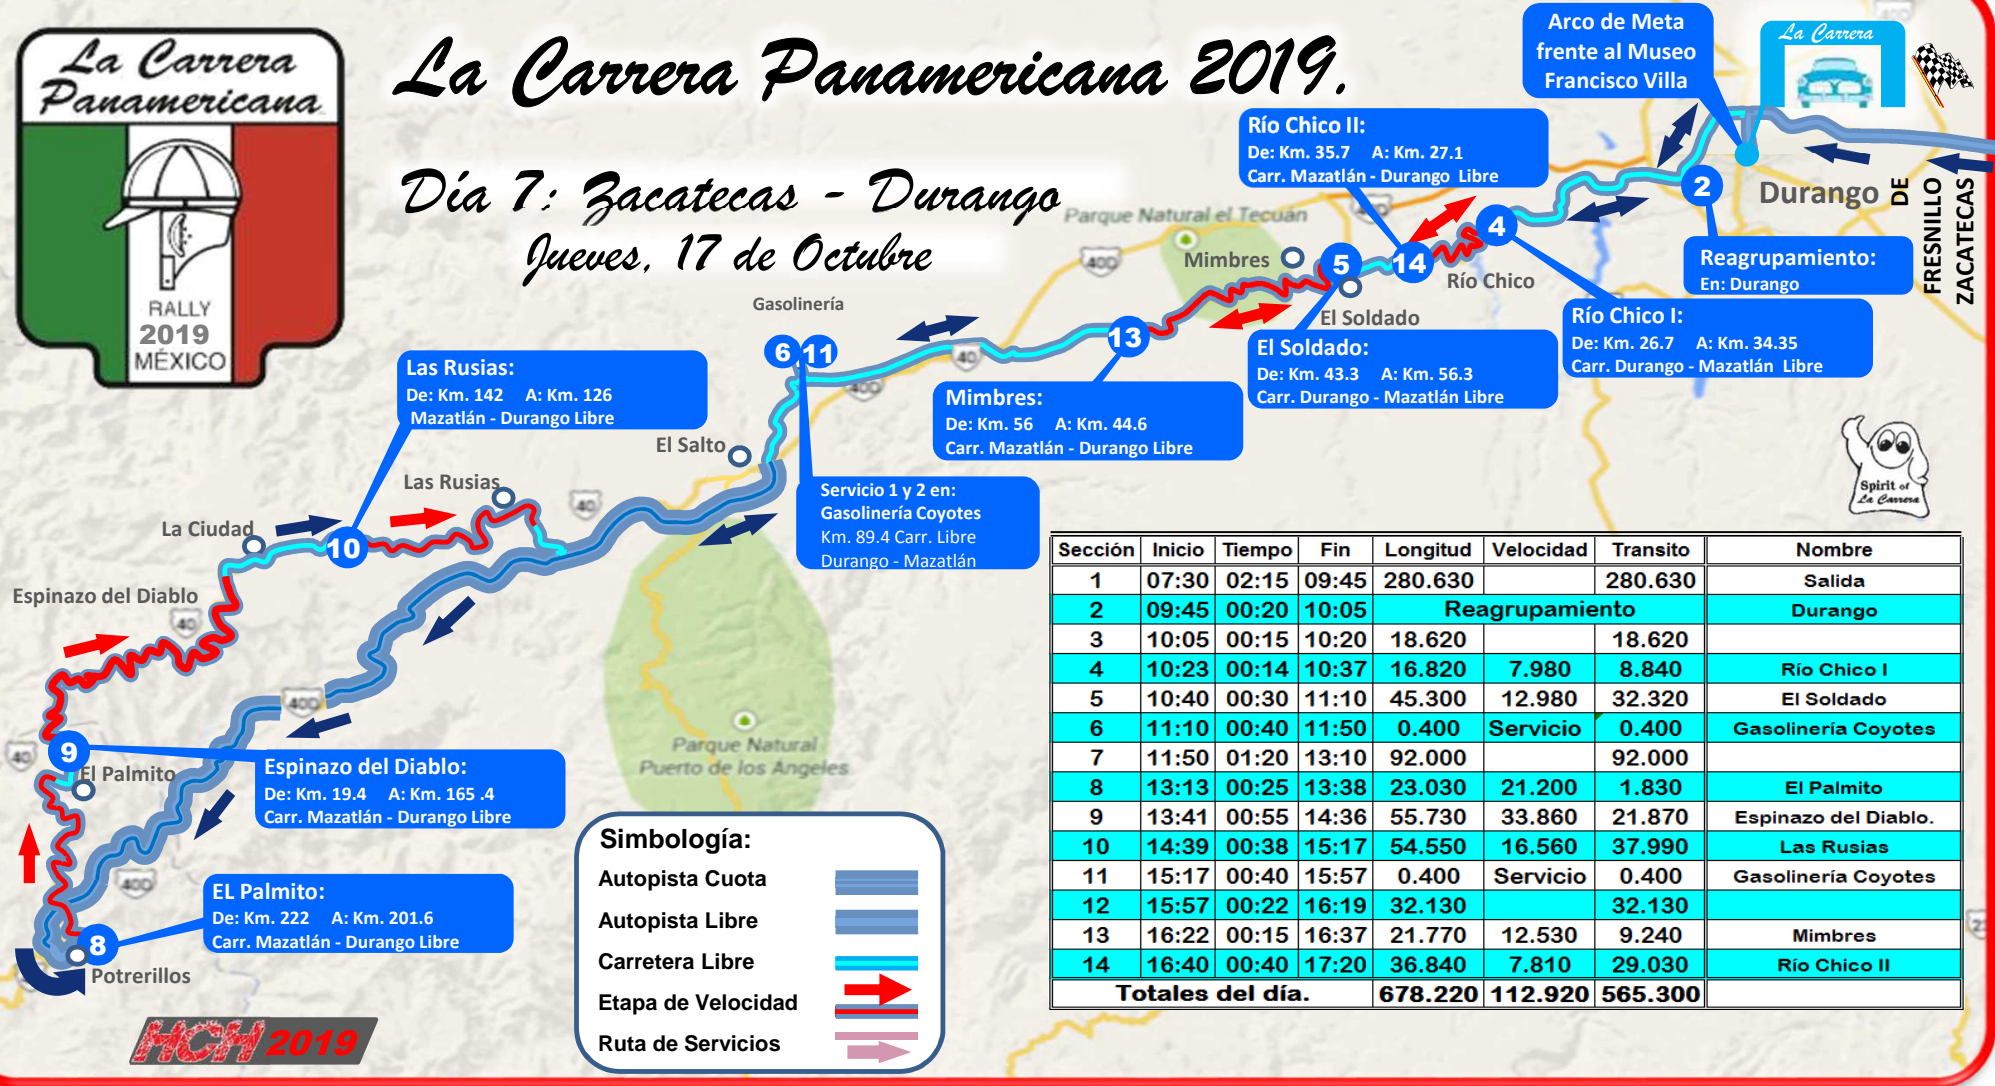 La Carrera
Panamericana
RALLY
2019
MÉXICO
La Carrera Panamericana 2019.
Día 7: Zacatecas - Durango
Jueves, 17 de Octubre
Arco de Meta
frente al Museo
Francisco Villa
La Carrera
Río Chico II:
De: Km. 35.7 A: Km. 27.1
Carr. Mazatlán - Durango Libre
2
Durango
DE
FRESNILLO
ZACATECAS
Reagrupamiento:
En: Durango
Parque Natural el Tecuán
40D
Mimbres
5
14
4
Río Chico
El Soldado
Río Chico I:
De: Km. 26.7 A: Km. 34.35
Carr. Durango - Mazatlán Libre
El Soldado:
De: Km. 43.3 A: Km. 56.3
Carr. Durango - Mazatlán Libre
Gasolinería
6 11
13
40
40D
Mimbres:
De: Km. 56 A: Km. 44.6
Carr. Mazatlán - Durango Libre
Las Rusias:
De: Km. 142 A: Km. 126
Mazatlán - Durango Libre
El Salto
Servicio 1 y 2 en:
Gasolinería Coyotes
Km. 89.4 Carr. Libre
Durango - Mazatlán
Spirit of
La Carrera
Las Rusias
40
La Ciudad
10
Espinazo del Diablo
40
40D
Parque Natural
Puerto de los Angeles
40
9
El Palmito
Espinazo del Diablo:
De: Km. 19.4 A: Km. 165 .4
Carr. Mazatlán - Durango Libre
40D
EL Palmito:
De: Km. 222 A: Km. 201.6
Carr. Mazatlán - Durango Libre
8
Potrerillos
HCH 2019
Simbología:
Autopista Cuota
Autopista Libre
Carretera Libre
Etapa de Velocidad
Ruta de Servicios
Sección Inicio Tiempo Fin Longitud Velocidad Transito Nombre
1 07:30 02:15 09:45 280.630 280.630 Salida
2 09:45 00:20 10:05 Reagrupamiento Durango
3 10:05 00:15 10:20 18.620 18.620
4 10:23 00:14 10:37 16.820 7.980 8.840 Río Chico I
5 10:40 00:30 11:10 45.300 12.980 32.320 El Soldado
6 11:10 00:40 11:50 0.400 Servicio 0.400 Gasolinería Coyotes
7 11:50 01:20 13:10 92.000 92.000
8 13:13 00:25 13:38 23.030 21.200 1.830 El Palmito
9 13:41 00:55 14:36 55.730 33.860 21.870 Espinazo del Diablo.
10 14:39 00:38 15:17 54.550 16.560 37.990 Las Rusias
11 15:17 00:40 15:57 0.400 Servicio 0.400 Gasolinería Coyotes
12 15:57 00:22 16:19 32.130 32.130
13 16:22 00:15 16:37 21.770 12.530 9.240 Mimbres
14 16:40 00:40 17:20 36.840 7.810 29.030 Río Chico II
Totales del día. 678.220 112.920 565.300